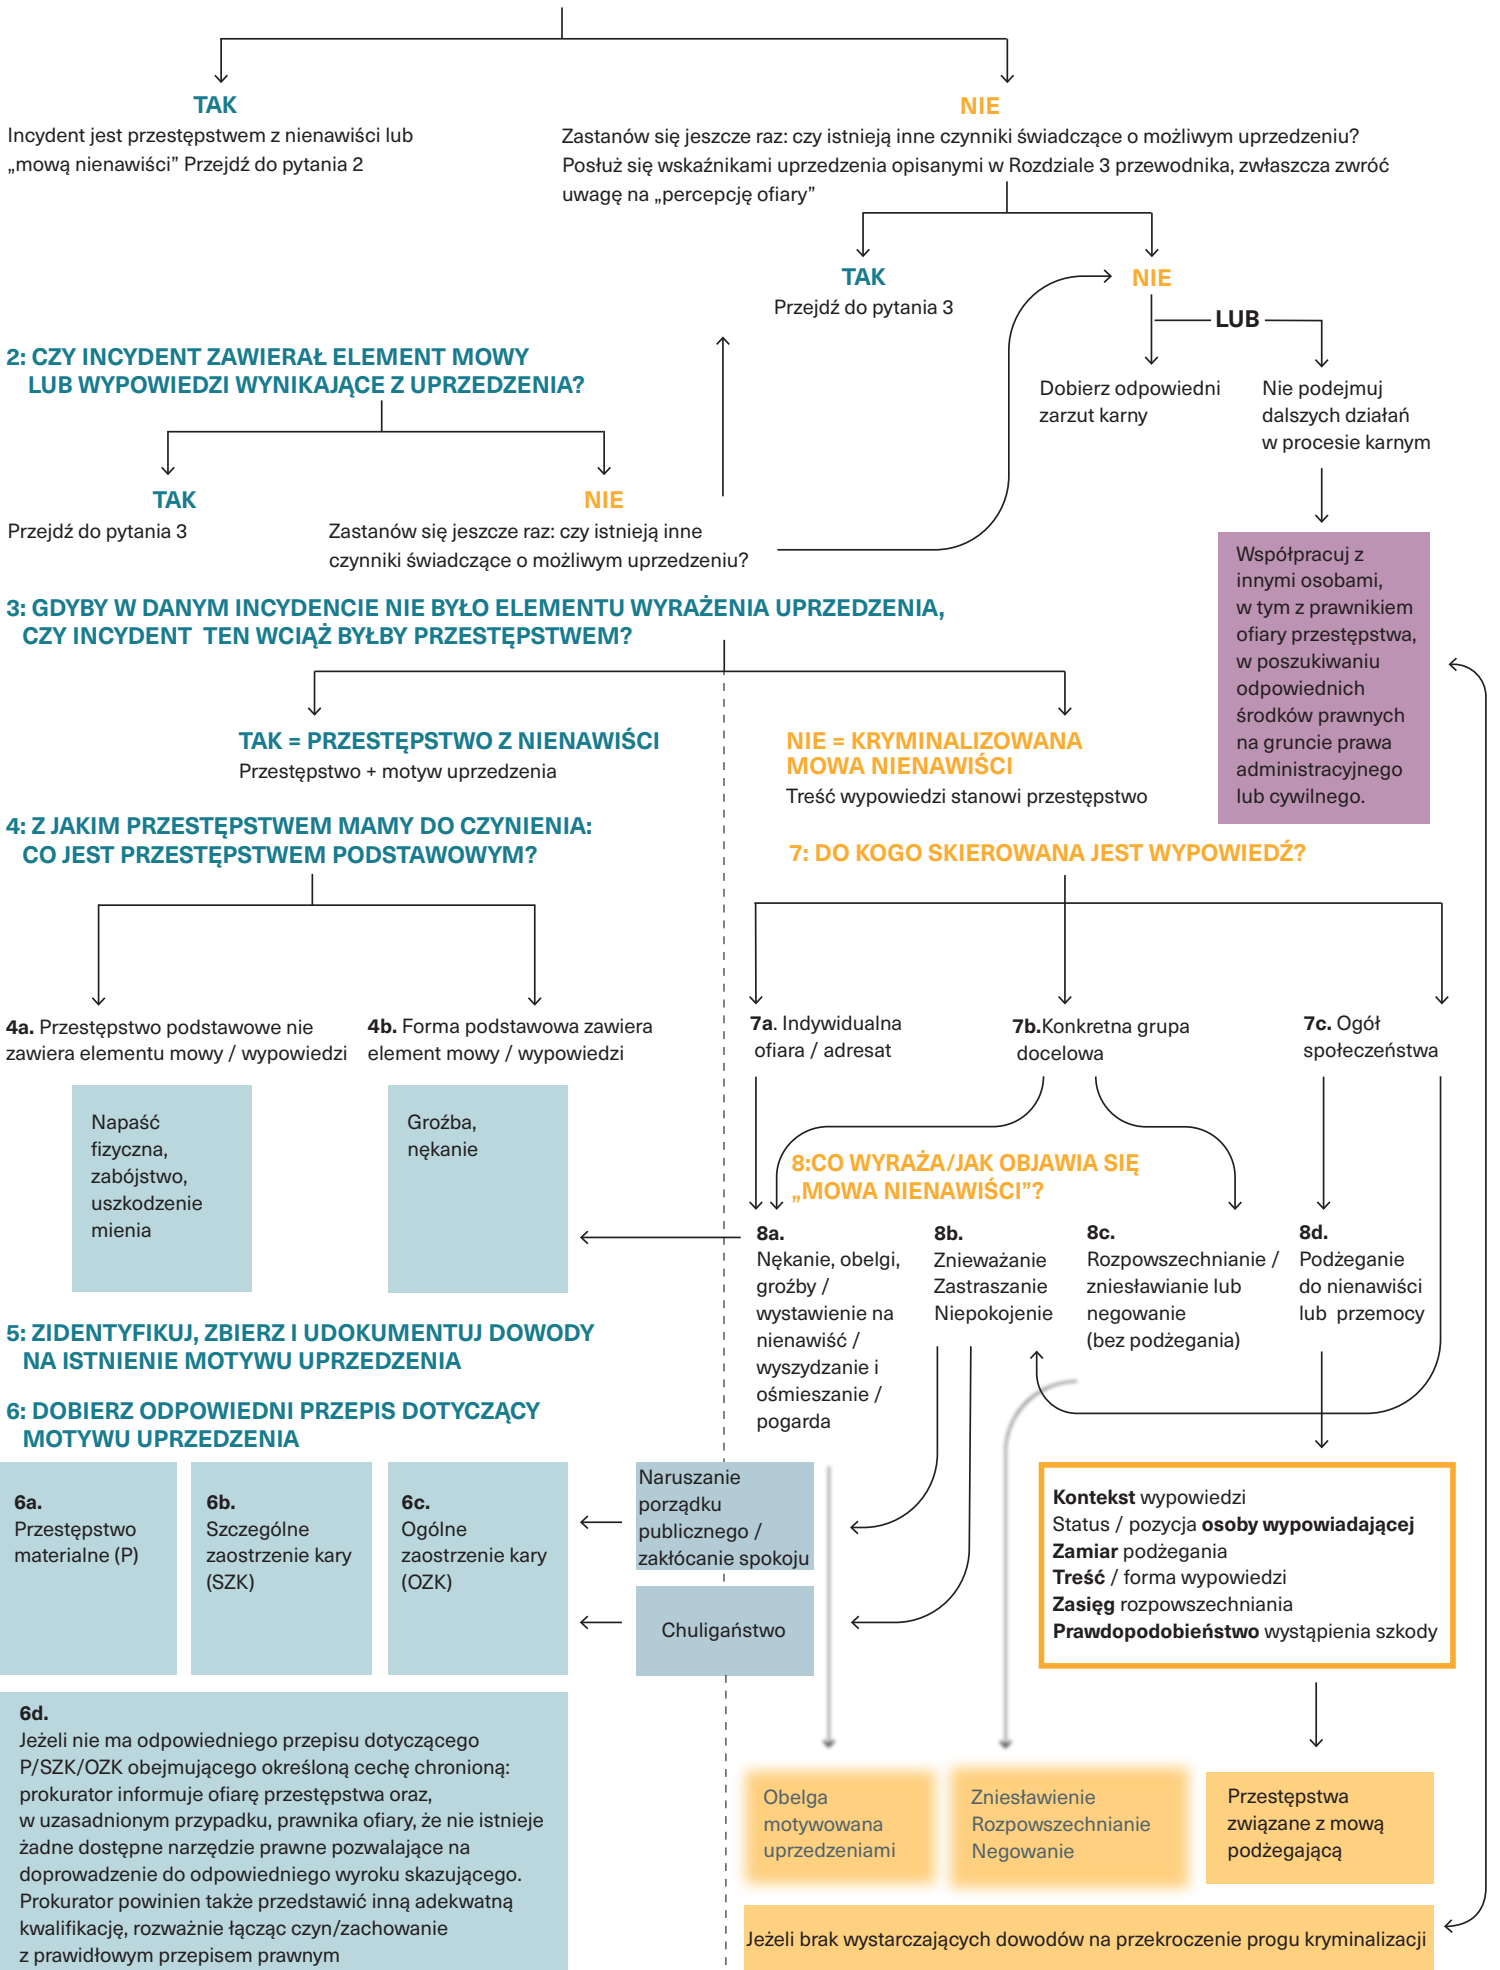 TAK
Incydent jest przestępstwem z nienawiści lub
„mową nienawiści” Przejdź do pytania 2
NIE
Zastanów się jeszcze raz: czy istnieją inne czynniki świadczące o możliwym uprzedzeniu?
Posłuż się wskaźnikami uprzedzenia opisanymi w Rozdziale 3 przewodnika, zwłaszcza zwróć
uwagę na „percepcję ofiary”
TAK
Przejdź do pytania 3
NIE
LUB
Dobierz odpowiedni
zarzut karny
Nie podejmuj
dalszych działań
w procesie karnym
Współpracuj z
innymi osobami,
w tym z prawnikiem
ofiary przestępstwa,
w poszukiwaniu
odpowiednich
środków prawnych
na gruncie prawa
administracyjnego
lub cywilnego.
2: CZY INCYDENT ZAWIERAŁ ELEMENT MOWY
LUB WYPOWIEDZI WYNIKAJĄCE Z UPRZEDZENIA?
TAK
Przejdź do pytania 3
NIE
Zastanów się jeszcze raz: czy istnieją inne
czynniki świadczące o możliwym uprzedzeniu?
3: GDYBY W DANYM INCYDENCIE NIE BYŁO ELEMENTU WYRAŻENIA UPRZEDZENIA,
CZY INCYDENT TEN WCIĄŻ BYŁBY PRZESTĘPSTWEM?
TAK = PRZESTĘPSTWO Z NIENAWIŚCI
Przestępstwo + motyw uprzedzenia
NIE = KRYMINALIZOWANA
MOWA NIENAWIŚCI
Treść wypowiedzi stanowi przestępstwo
4: Z JAKIM PRZESTĘPSTWEM MAMY DO CZYNIENIA:
CO JEST PRZESTĘPSTWEM PODSTAWOWYM?
4a. Przestępstwo podstawowe nie
zawiera elementu mowy / wypowiedzi
4b. Forma podstawowa zawiera
element mowy / wypowiedzi
Napaść
fizyczna,
zabójstwo,
uszkodzenie
mienia
Groźba,
nękanie
7: DO KOGO SKIEROWANA JEST WYPOWIEDŹ?
7a. Indywidualna
ofiara / adresat
7b.Konkretna grupa
docelowa
7c. Ogół
społeczeństwa
8:CO WYRAŻA/JAK OBJAWIA SIĘ
„MOWA NIENAWIŚCI”?
8a.
Nękanie, obelgi,
groźby /
wystawienie na
nienawiść /
wyszydzanie i
ośmieszanie /
pogarda
8b.
Znieważanie
Zastraszanie
Niepokojenie
8c.
Rozpowszechnianie /
zniesławianie lub
negowanie
(bez podżegania)
8d.
Podżeganie
do nienawiści
lub przemocy
5: ZIDENTYFIKUJ, ZBIERZ I UDOKUMENTUJ DOWODY
NA ISTNIENIE MOTYWU UPRZEDZENIA
6: DOBIERZ ODPOWIEDNI PRZEPIS DOTYCZĄCY
MOTYWU UPRZEDZENIA
6a.
Przestępstwo
materialne (P)
6b.
Szczególne
zaostrzenie kary
(SZK)
6c.
Ogólne
zaostrzenie kary
(OZK)
Naruszanie
porządku
publicznego /
zakłócanie spokoju
Chuligaństwo
Kontekst wypowiedzi
Status / pozycja osoby wypowiadającej
Zamiar podżegania
Treść / forma wypowiedzi
Zasięg rozpowszechniania
Prawdopodobieństwo wystąpienia szkody
6d.
Jeżeli nie ma odpowiedniego przepisu dotyczącego
P/SZK/OZK obejmującego określoną cechę chronioną:
prokurator informuje ofiarę przestępstwa oraz,
w uzasadnionym przypadku, prawnika ofiary, że nie istnieje
żadne dostępne narzędzie prawne pozwalające na
doprowadzenie do odpowiedniego wyroku skazującego.
Prokurator powinien także przedstawić inną adekwatną
kwalifikację, rozważnie łącząc czyn/zachowanie
z prawidłowym przepisem prawnym
Obelga
motywowana
uprzedzeniami
Zniesławienie
Rozpowszechnianie
Negowanie
Przestępstwa
związane z mową
podżegającą
Jeżeli brak wystarczających dowodów na przekroczenie progu kryminalizacji